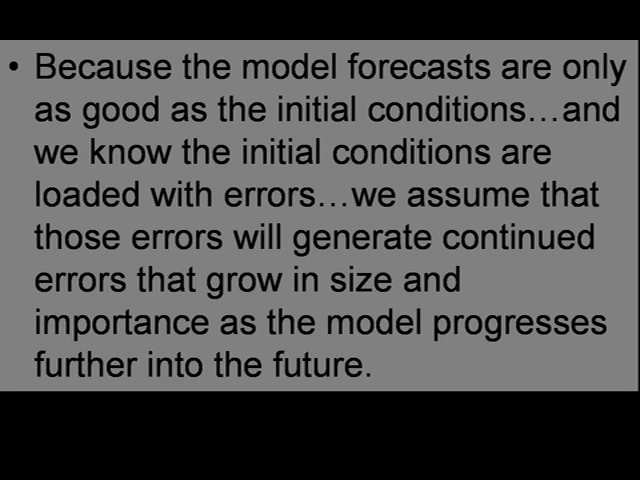 • Because the model forecasts are only
as good as the initial conditions…and
we know the initial conditions are
loaded with errors…we assume that
those errors will generate continued
errors that grow in size and
importance as the model progresses
further into the future.